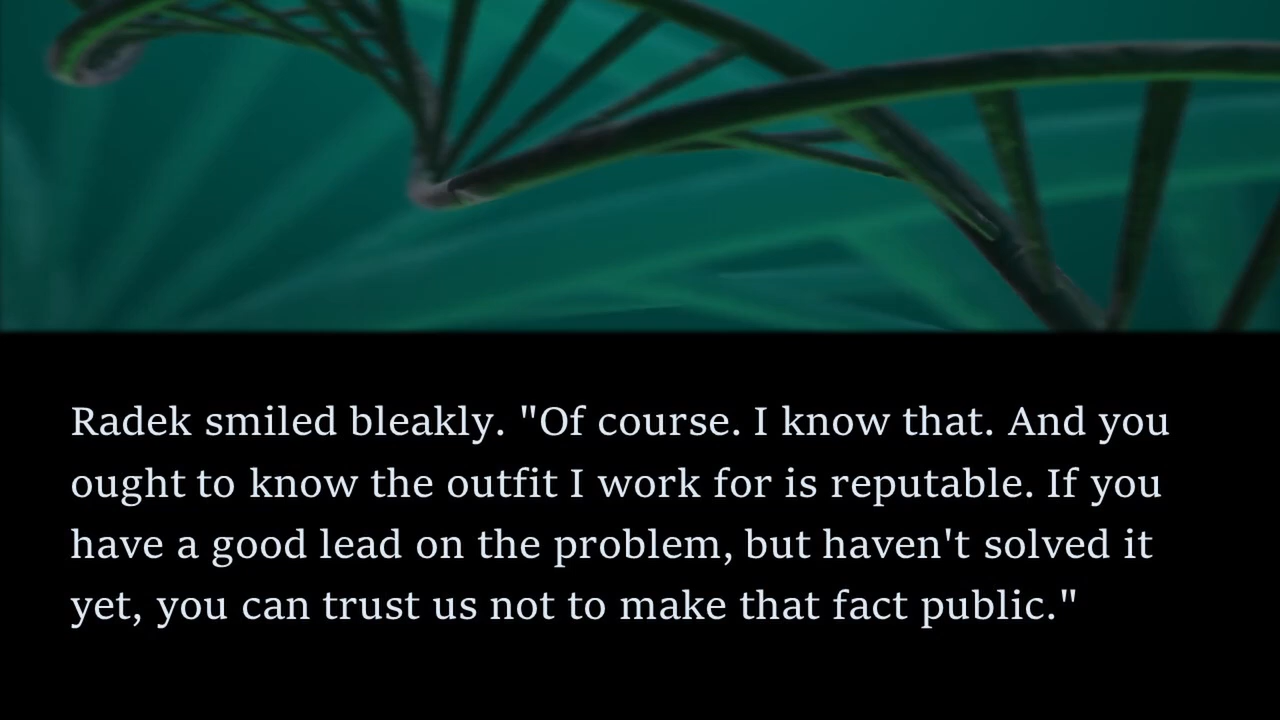 Radek smiled bleakly. "Of course. I know that. And you
ought to know the outfit I work for is reputable. If you
have a good lead on the problem, but haven't solved it
yet, you can trust us not to make that fact public."